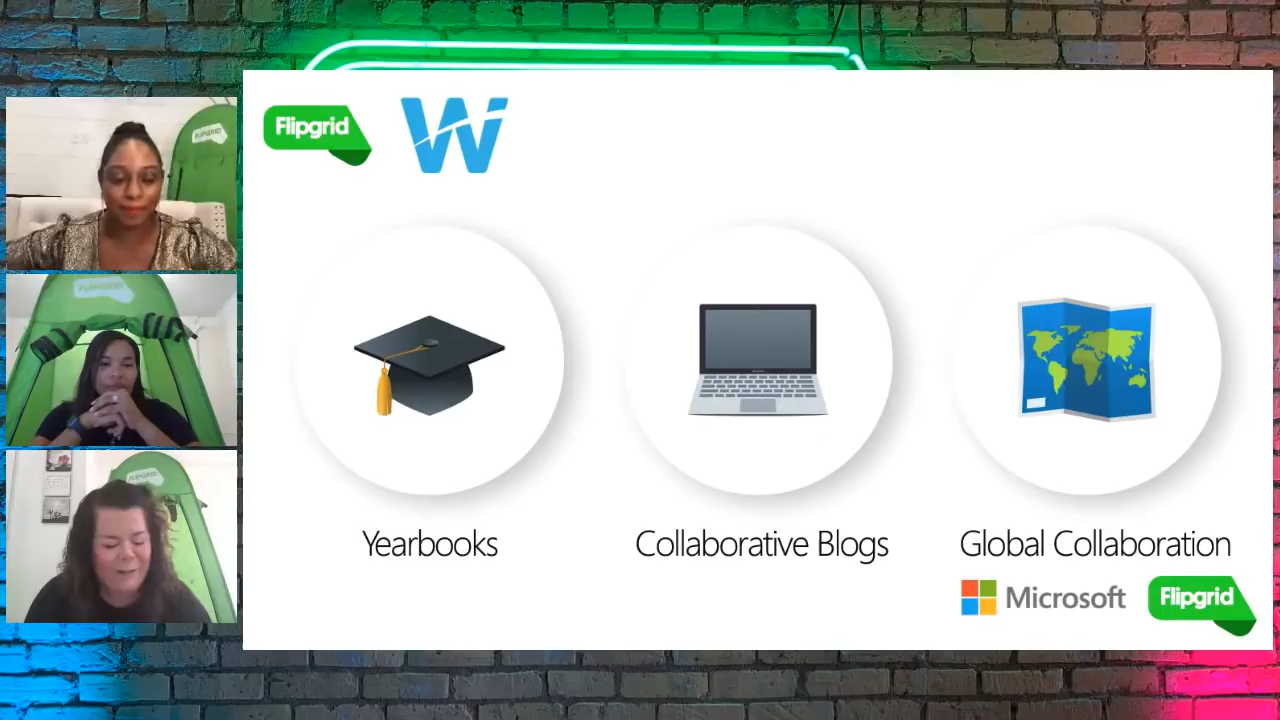 Flipgrid
W
FLIPGRID
FLIPGRID
FLIPGRID
Yearbooks
Collaborative Blogs
Global Collaboration
Microsoft
Flipgrid